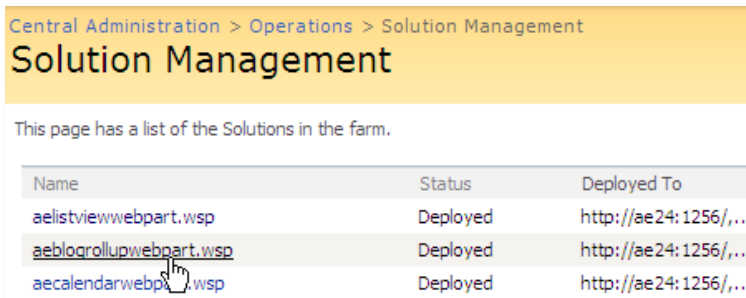 Central Administration > Operations > Solution Management
Solution Management
This page has a list of the Solutions in the farm.
Name Status Deployed To
aelistviewwebpart.wsp Deployed http://ae24:1256/,..
aeblogrollupwebpart.wsp Deployed http://ae24:1256/,..
aecalendarwebpart.wsp Deployed http://ae24:1256/,..